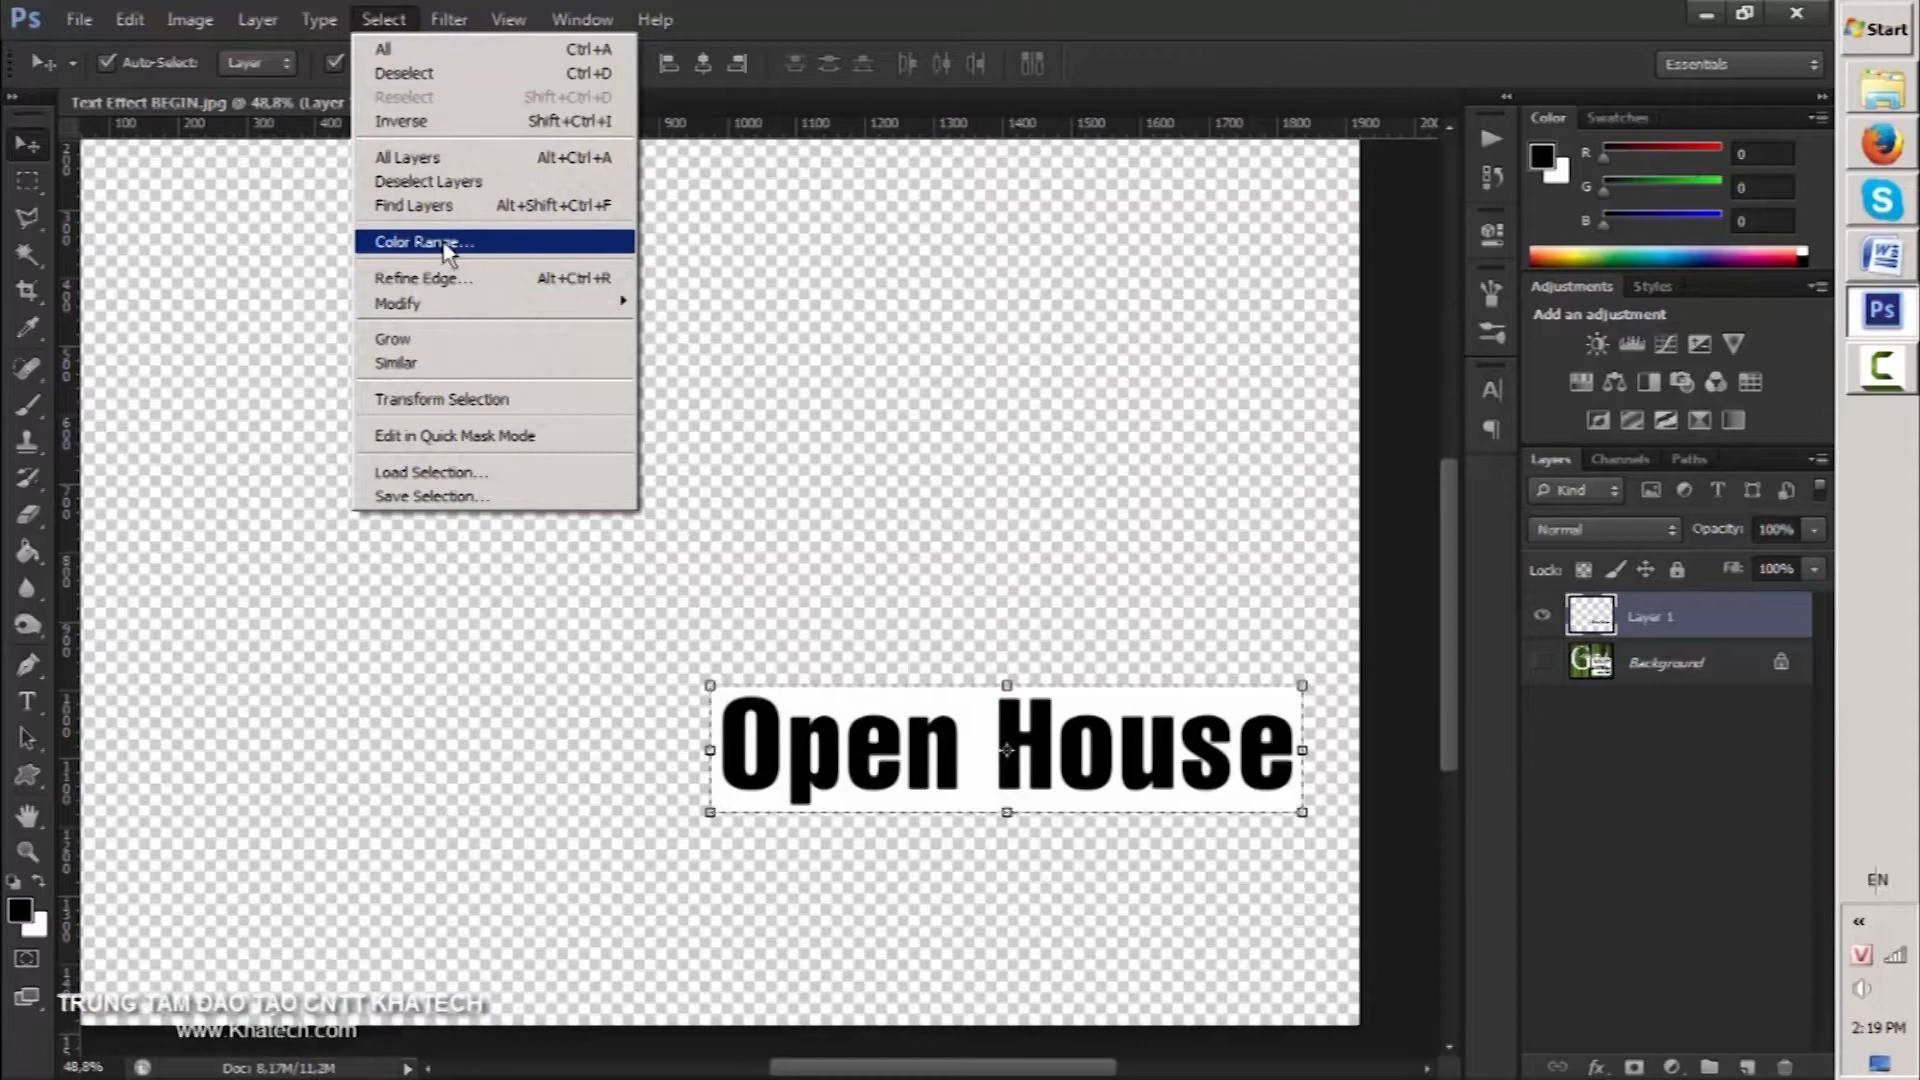 Ps File Edit Image Layer Type Select Filter View Window Help
Auto-Select: Layer Essentials
Text Effect BEGIN.jpg @ 48,8% (Layer
100 200 300 400 900 1000 1100 1200 1300 1400 1500 1600 1700 1800 1900 200
All Ctrl+A
Deselect Ctrl+D
Reselect Shift+Ctrl+D
Inverse Shift+Ctrl+I
All Layers Alt+Ctrl+A
Deselect Layers
Find Layers Alt+Shift+Ctrl+F
Color Range...
Refine Edge... Alt+Ctrl+R
Modify
Grow
Similar
Transform Selection
Edit in Quick Mask Mode
Load Selection...
Save Selection...
Open House
Color Swatches
R 0
G 0
B 0
Adjustments Styles
Add an adjustment
Layers Channels Paths
Kind
Normal Opacity: 100%
Lock: Fill: 100%
Layer 1
Background
Start
EN
2:19 PM
TRUNG TÂM ĐÀO TẠO CNTT KHATECH
www.Khatech.com
48,8% Doc: 8,17M/11,2M